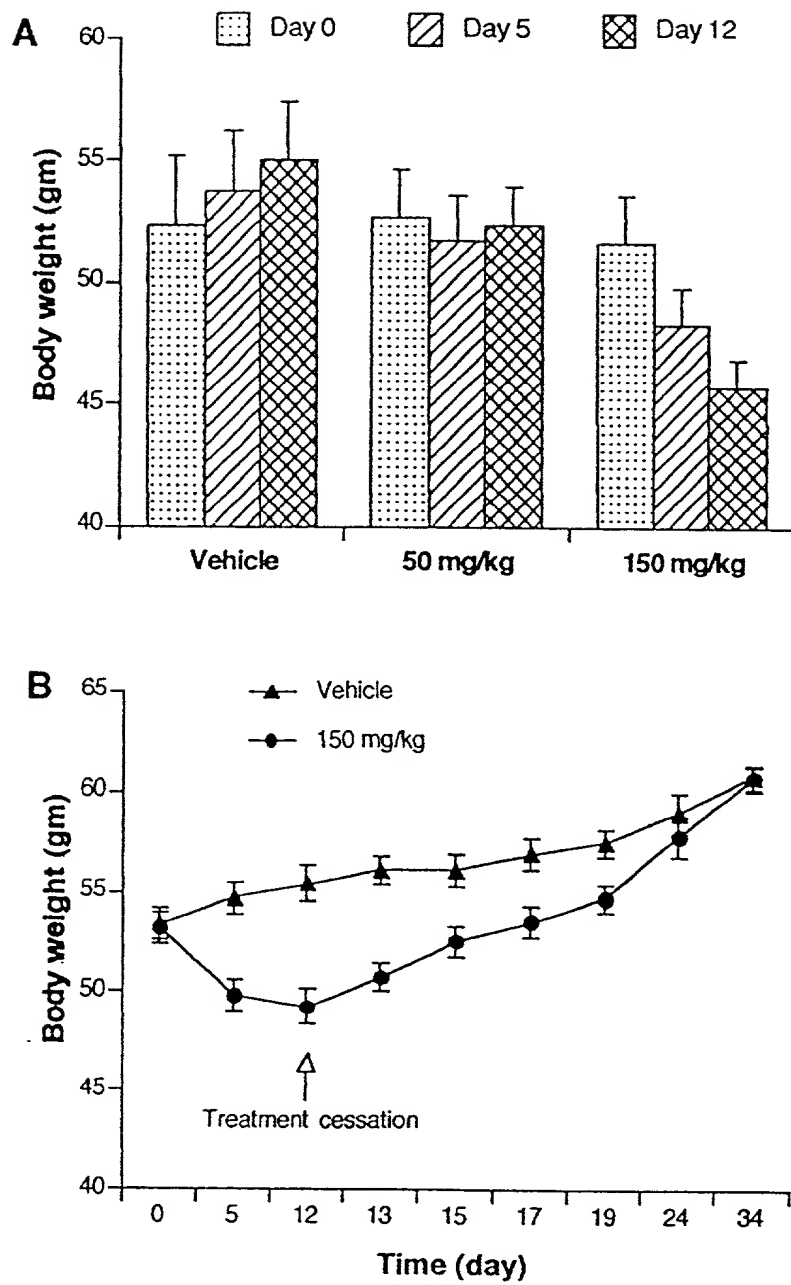 A
Day 0 Day 5 Day 12
60
55
50
45
40
Body weight (gm)
Vehicle 50 mg/kg 150 mg/kg
B
Vehicle
150 mg/kg
65
60
55
50
45
40
Body weight (gm)
Treatment cessation
0 5 12 13 15 17 19 24 34
Time (day)